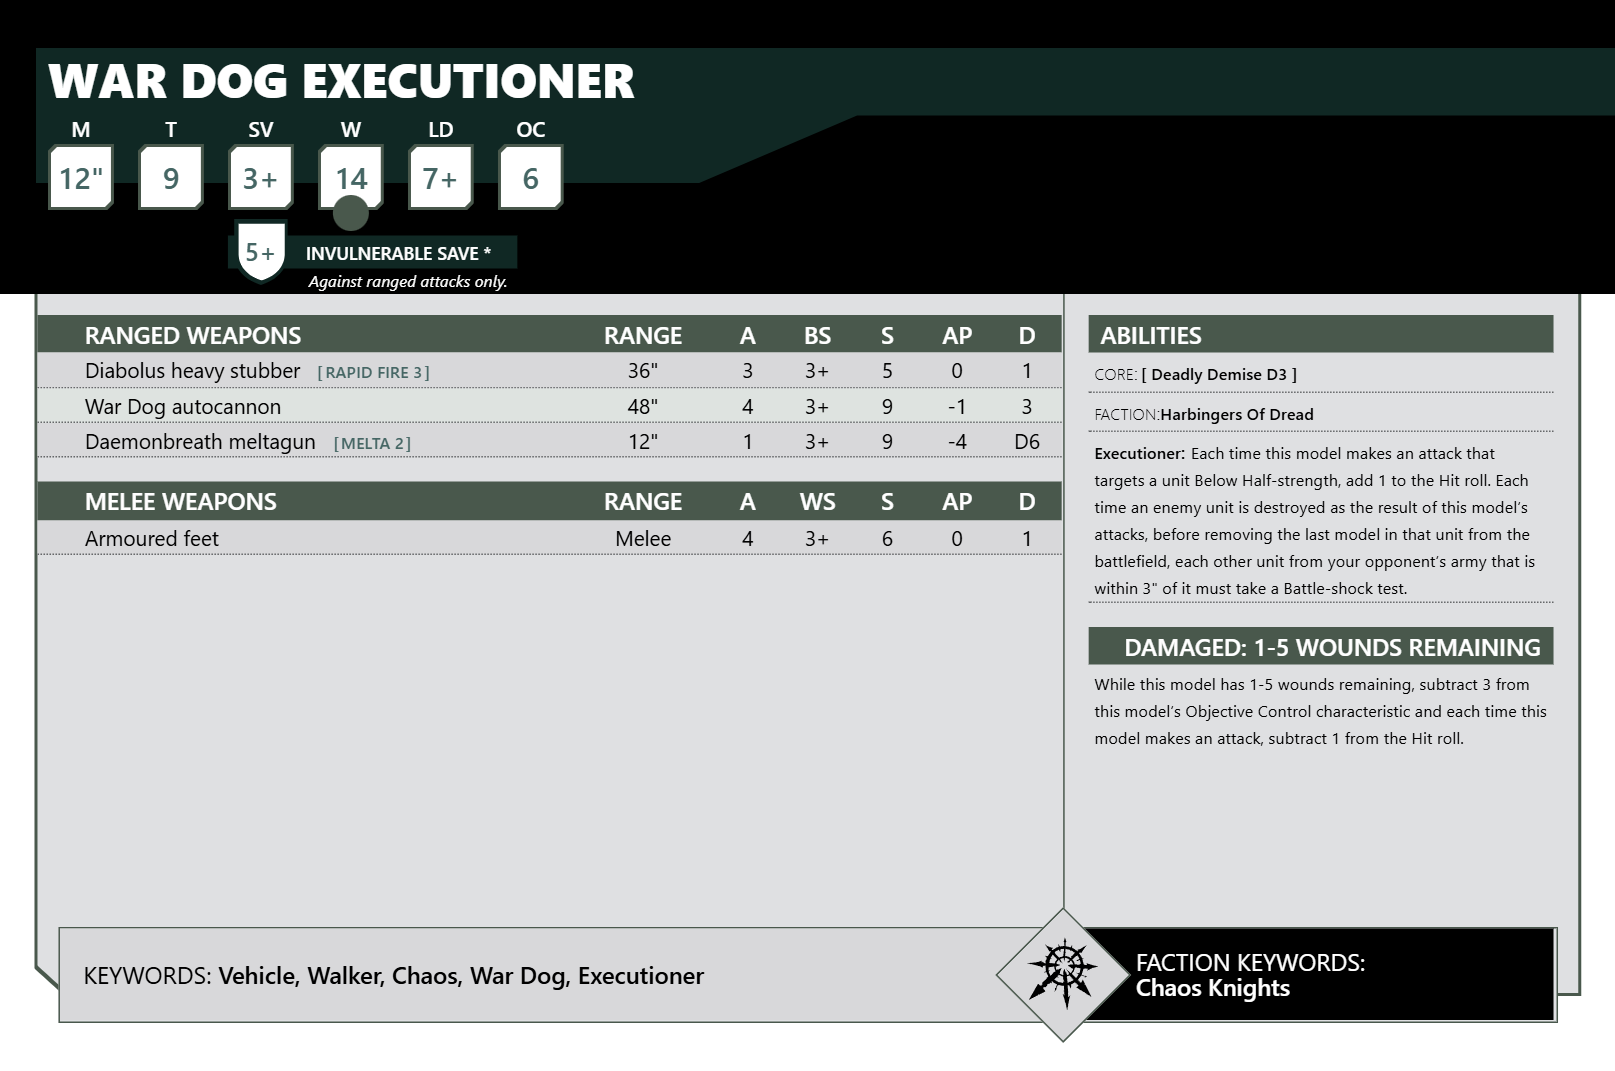 WAR DOG EXECUTIONER
M T SV W LD OC
12" 9 3+ 14 7+ 6
5+ INVULNERABLE SAVE *
Against ranged attacks only.
RANGED WEAPONS RANGE A BS S AP D
Diabolus heavy stubber [RAPID FIRE 3] 36" 3 3+ 5 0 1
War Dog autocannon 48" 4 3+ 9 -1 3
Daemonbreath meltagun [MELTA 2] 12" 1 3+ 9 -4 D6
MELEE WEAPONS RANGE A WS S AP D
Armoured feet Melee 4 3+ 6 0 1
ABILITIES
CORE: [ Deadly Demise D3 ]
FACTION:Harbingers Of Dread
Executioner: Each time this model makes an attack that
targets a unit Below Half-strength, add 1 to the Hit roll. Each
time an enemy unit is destroyed as the result of this model's
attacks, before removing the last model in that unit from the
battlefield, each other unit from your opponent's army that is
within 3" of it must take a Battle-shock test.
DAMAGED: 1-5 WOUNDS REMAINING
While this model has 1-5 wounds remaining, subtract 3 from
this model's Objective Control characteristic and each time this
model makes an attack, subtract 1 from the Hit roll.
KEYWORDS: Vehicle, Walker, Chaos, War Dog, Executioner
FACTION KEYWORDS:
Chaos Knights